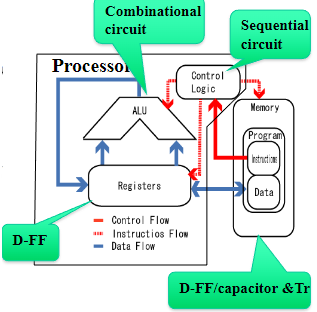 Combinational
circuit
Sequential
circuit
Processor
Control
Logic
ALU
Memory
Program
Instructions
Registers
Data
D-FF
Control Flow
Instructios Flow
Data Flow
D-FF/capacitor &Tr